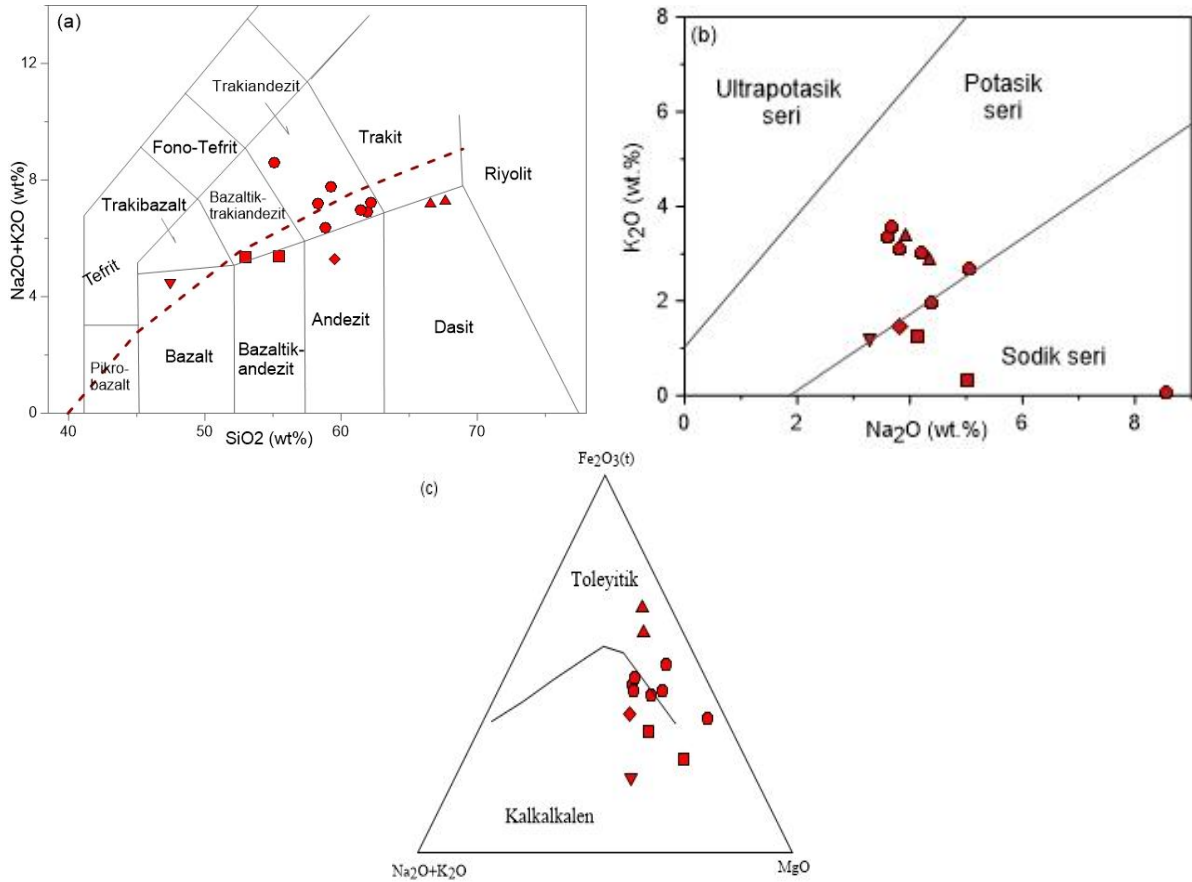 (a)
Na2O+K2O (wt%)
12
8
4
0
40
50
60
70
SiO2 (wt%)
Trakiandezit
Fono-Tefrit
Trakit
Riyolit
Trakibazalt
Bazaltik-
trakiandezit
Tefrit
Pikro-
bazalt
Bazalt
Bazaltik-
andezit
Andezit
Dasit
(b)
K2O (wt.%)
8
6
4
2
0
0
2
4
6
8
Na2O (wt.%)
Ultrapotasik
seri
Potasik
seri
Sodik seri
(c)
Fe2O3(t)
Toleyitik
Kalkalkalen
Na2O+K2O
MgO